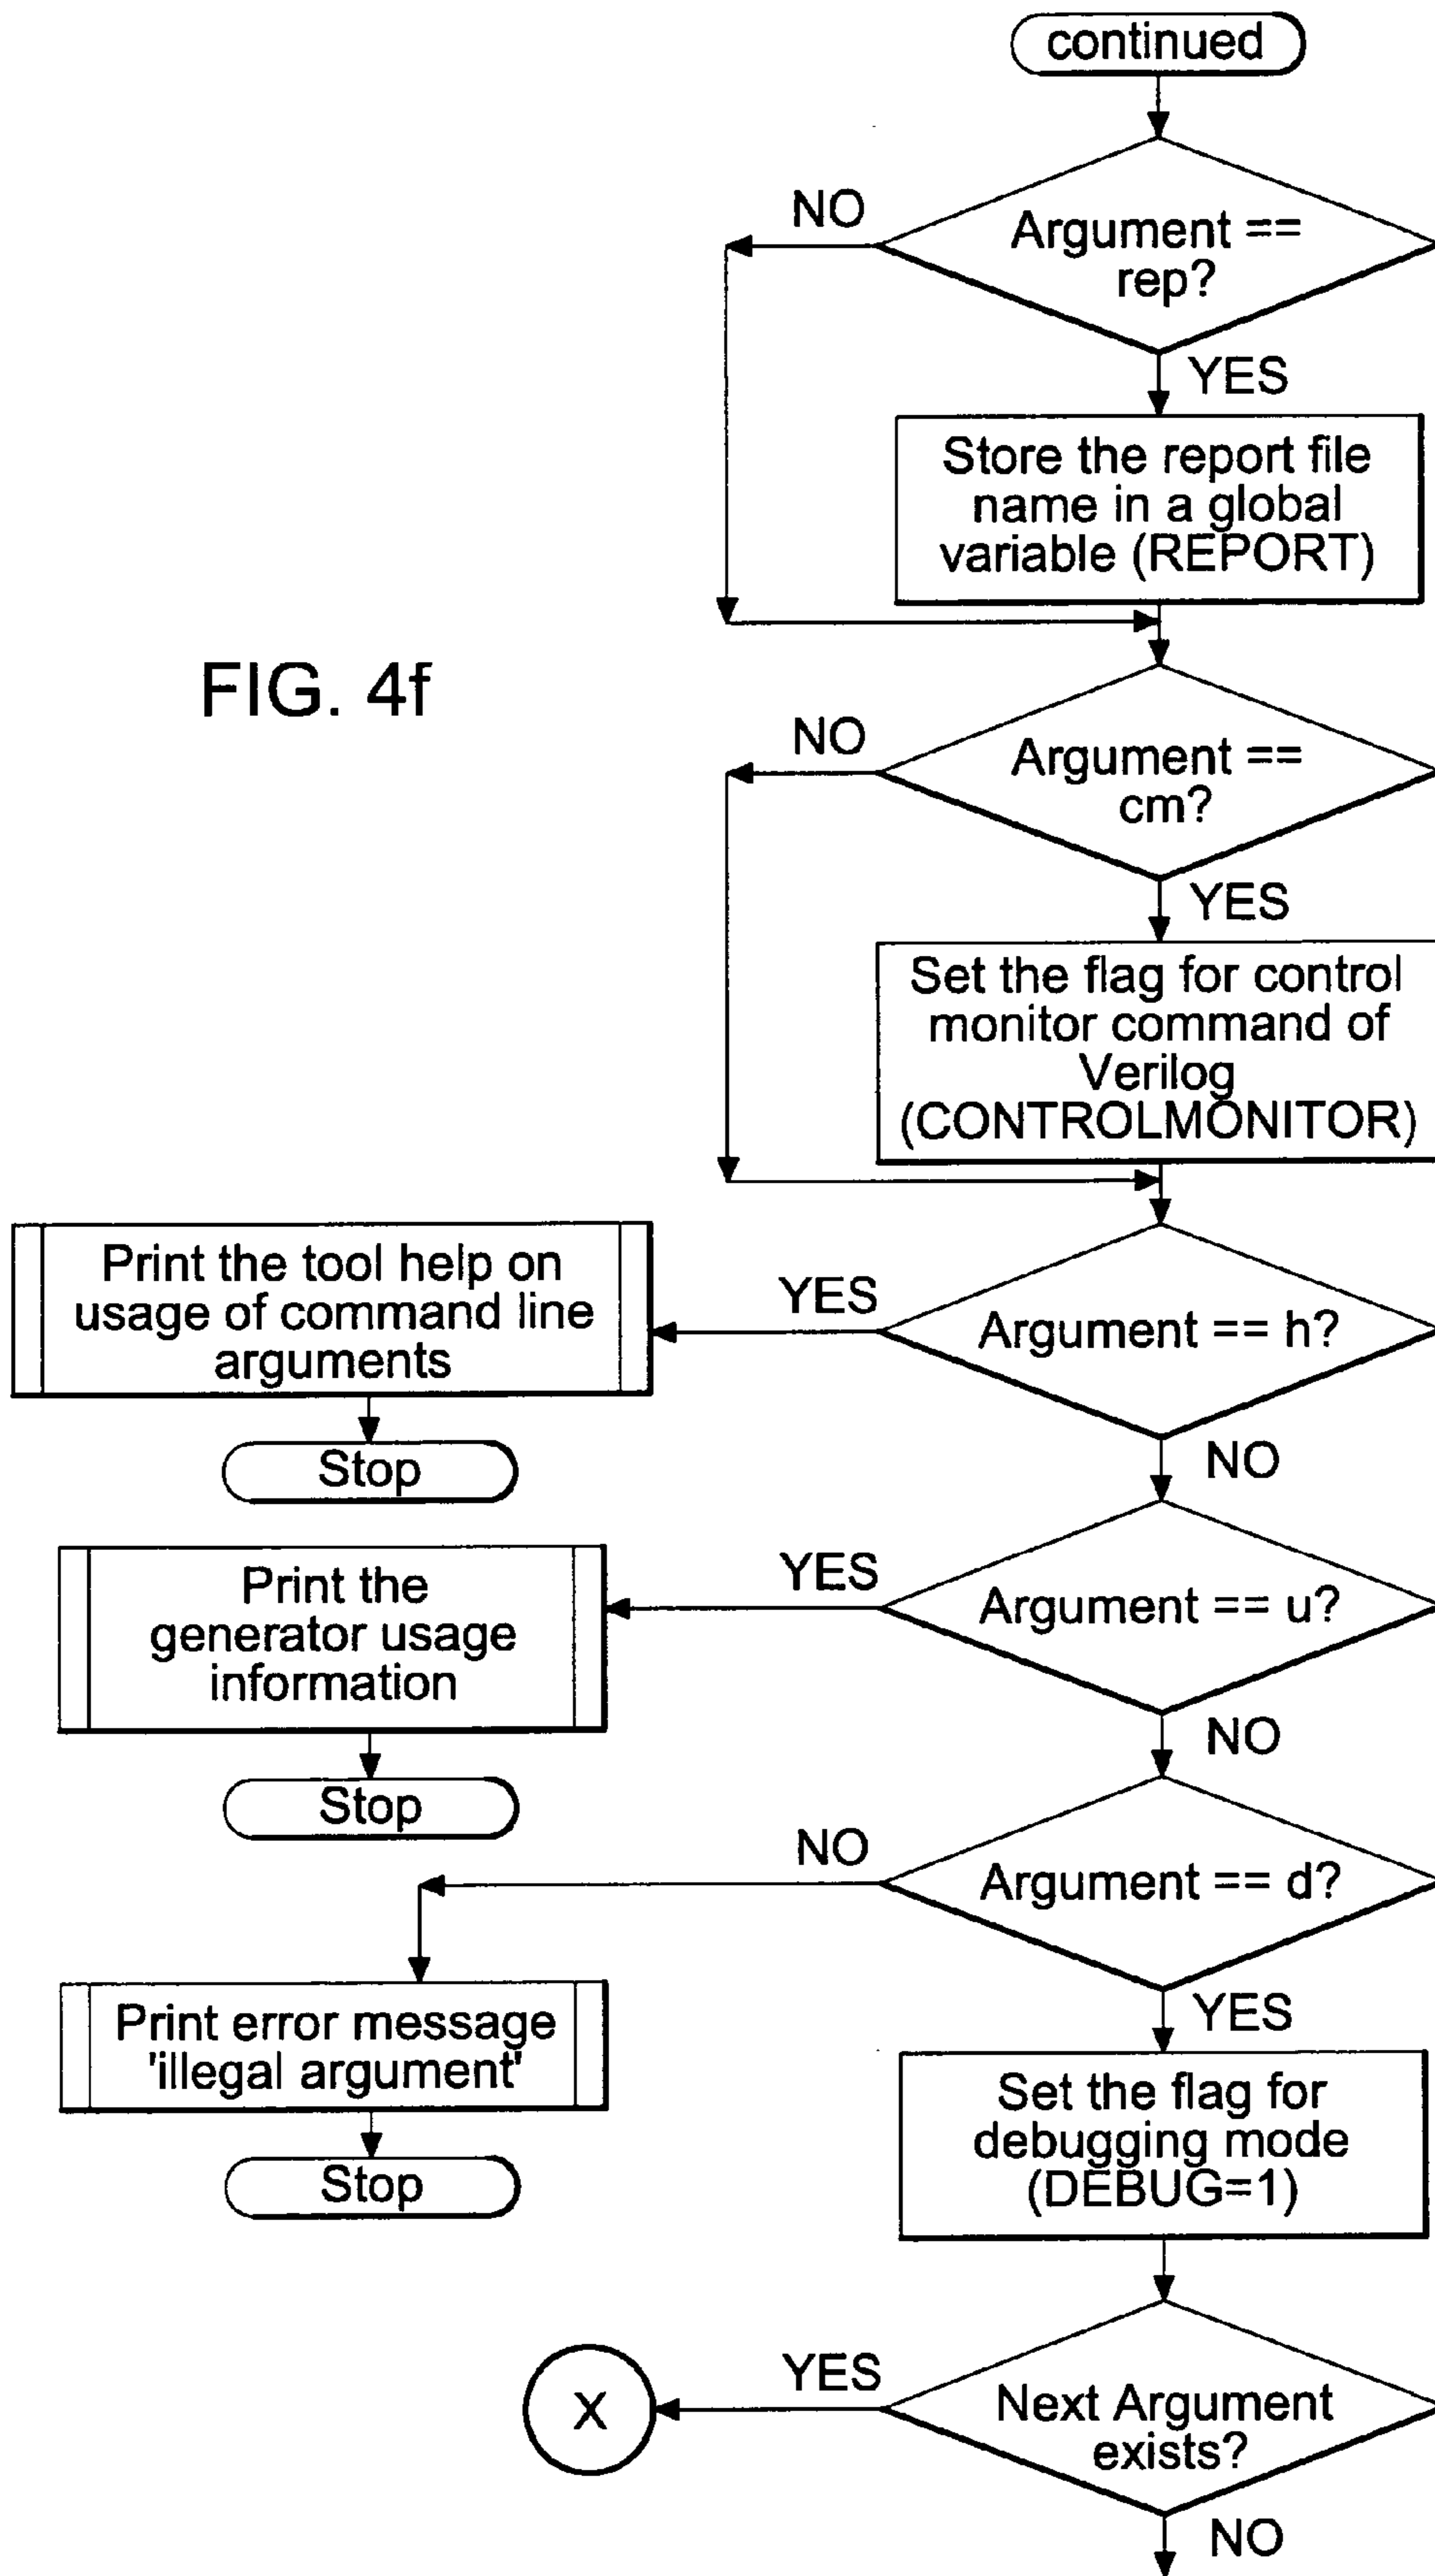 continued
NO
Argument ==
rep?
YES
Store the report file
name in a global
variable (REPORT)
FIG. 4f
NO
Argument ==
cm?
YES
Set the flag for control
monitor command of
Verilog
(CONTROLMONITOR)
Print the tool help on
usage of command line
arguments
YES
Argument == h?
Stop
NO
Print the
generator usage
information
YES
Argument == u?
Stop
NO
NO
Argument == d?
Print error message
'illegal argument'
YES
Stop
Set the flag for
debugging mode
(DEBUG=1)
X
YES
Next Argument
exists?
NO